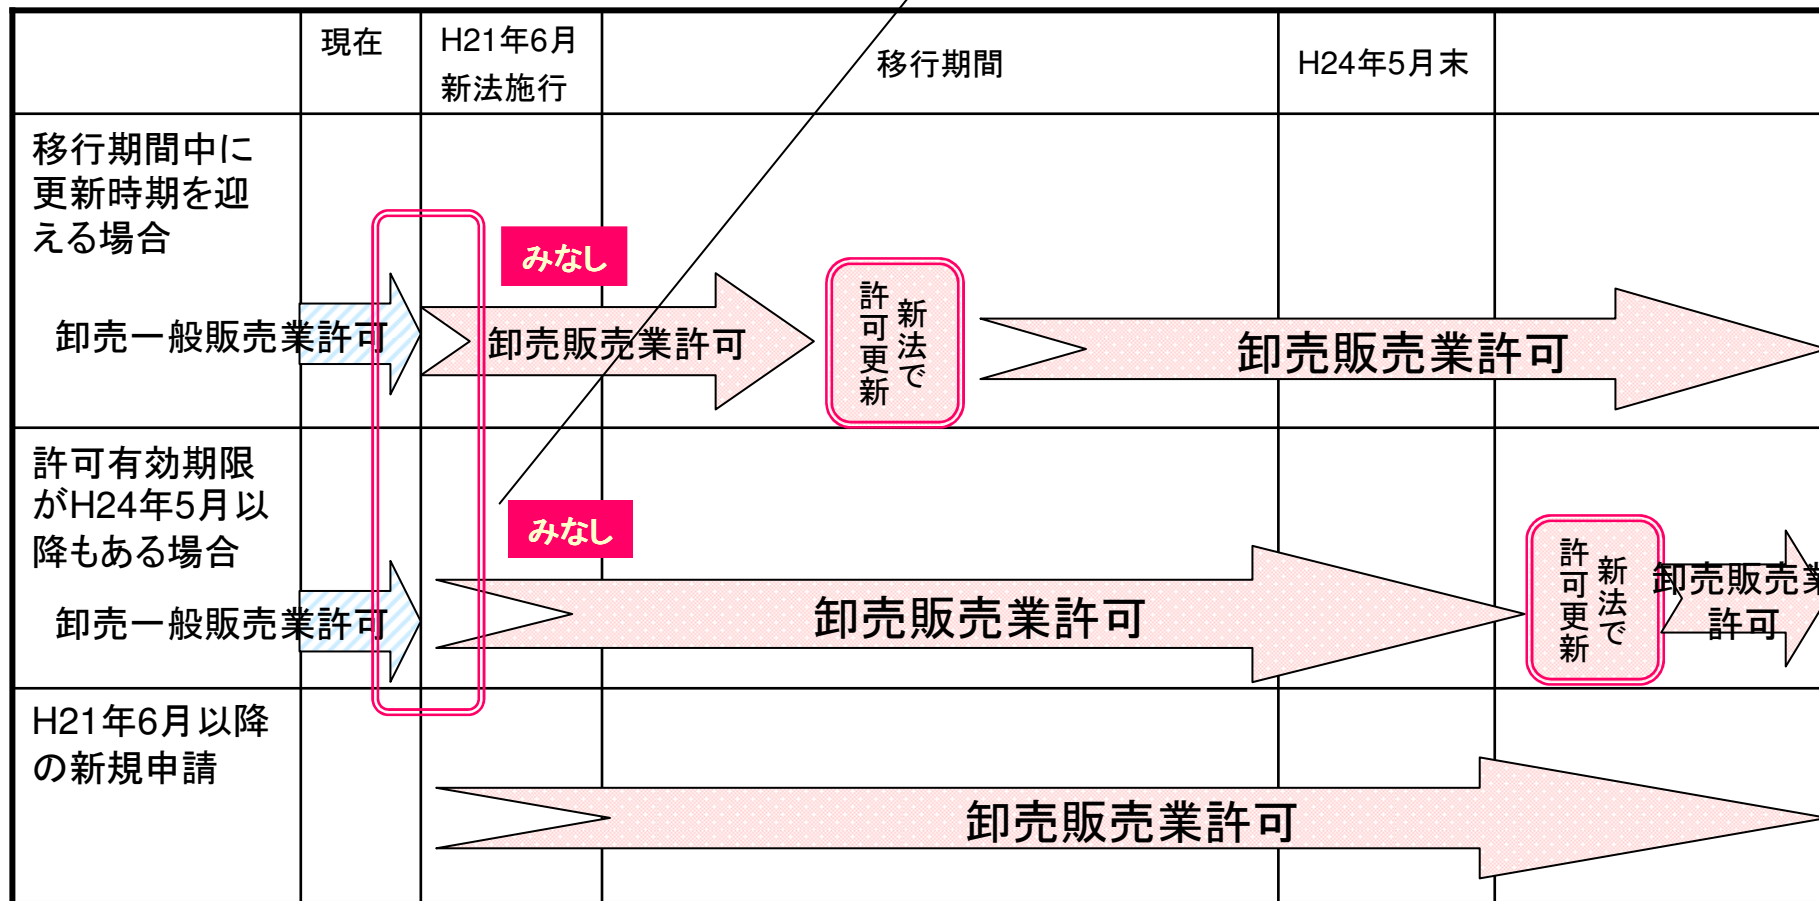 現在
H21年6月
新法施行
移行期間
H24年5月末
移行期間中に
更新時期を迎
える場合
みなし
卸売一般販売業許可
卸売販売業許可
新法で
許可更新
卸売販売業許可
許可有効期限
がH24年5月以
降もある場合
みなし
卸売一般販売業許可
卸売販売業許可
新法で
許可更新
卸売販売業
許可
H21年6月以降
の新規申請
卸売販売業許可